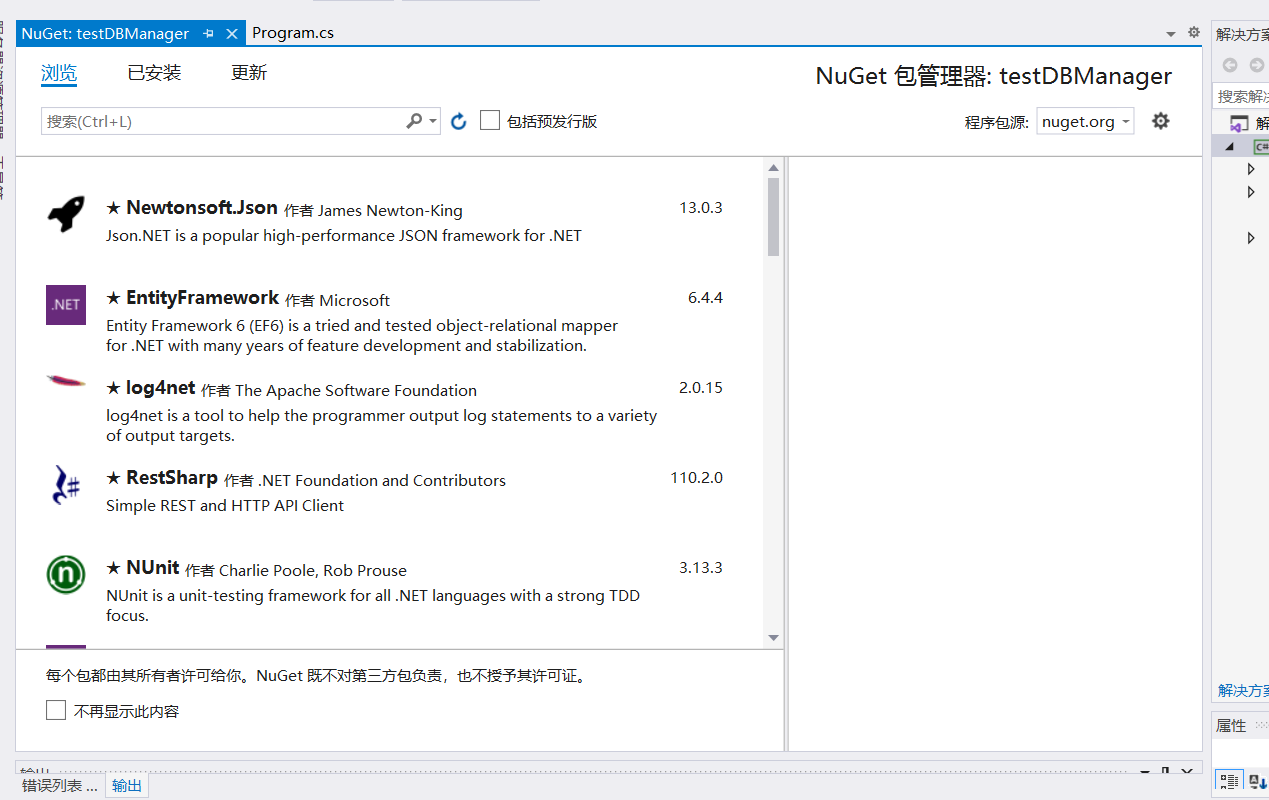 NuGet: testDBManager
Program.cs
浏览
已安装
更新
NuGet 包管理器: testDBManager
搜索(Ctrl+L)
包括预发行版
程序包源:
nuget.org
★ Newtonsoft.Json 作者 James Newton-King
13.0.3
Json.NET is a popular high-performance JSON framework for .NET
.NET
★ EntityFramework 作者 Microsoft
6.4.4
Entity Framework 6 (EF6) is a tried and tested object-relational mapper
for .NET with many years of feature development and stabilization.
★ log4net 作者 The Apache Software Foundation
2.0.15
log4net is a tool to help the programmer output log statements to a variety
of output targets.
★ RestSharp 作者 .NET Foundation and Contributors
110.2.0
Simple REST and HTTP API Client
n
★ NUnit 作者 Charlie Poole, Rob Prouse
3.13.3
NUnit is a unit-testing framework for all .NET languages with a strong TDD
focus.
每个包都由其所有者许可给你。NuGet 既不对第三方包负责，也不授予其许可证。
不再显示此内容
输出
错误列表 ...
输出
解决方案
搜索解决
解
C#
解决方案
属性